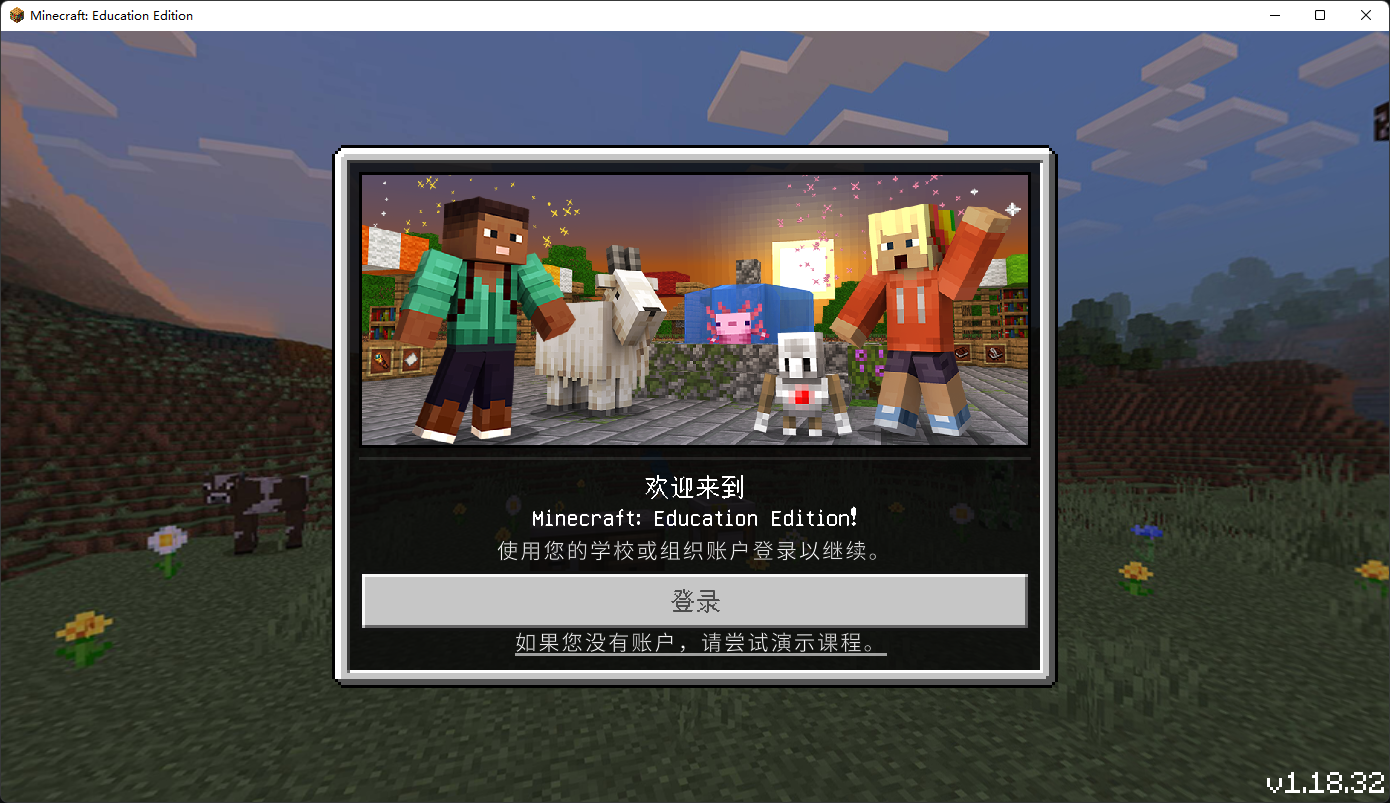 Minecraft: Education Edition
欢迎来到
Minecraft: Education Edition!
使用您的学校或组织账户登录以继续。
登录
如果您没有账户，请尝试演示课程。
v1.18.32